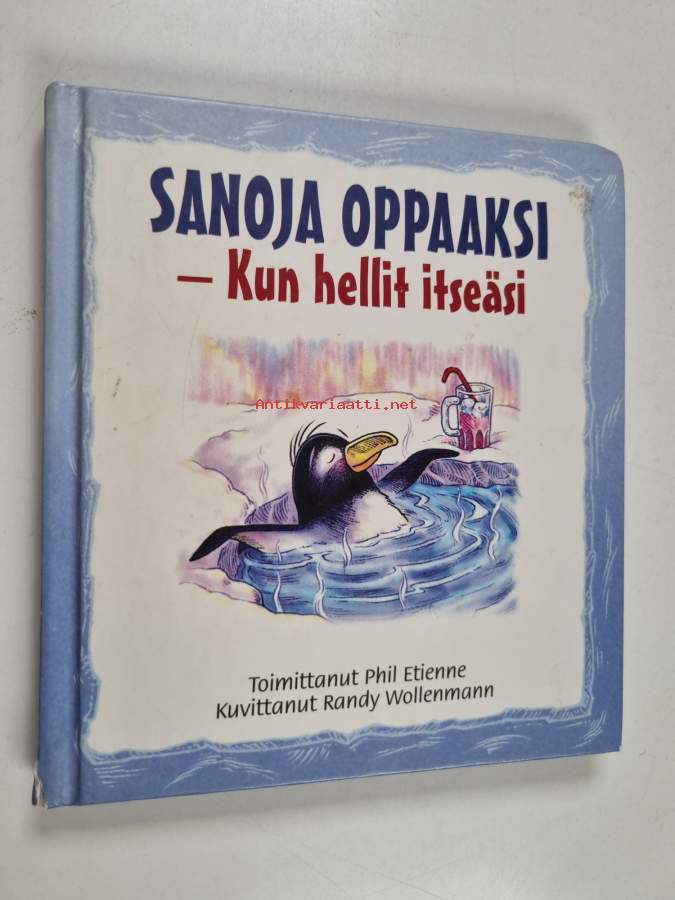 SANOJA OPPAAKSI
– Kun hellit itseäsi
Antikvariaatti.net
Toimittanut Phil Etienne
Kuvittanut Randy Wollenmann